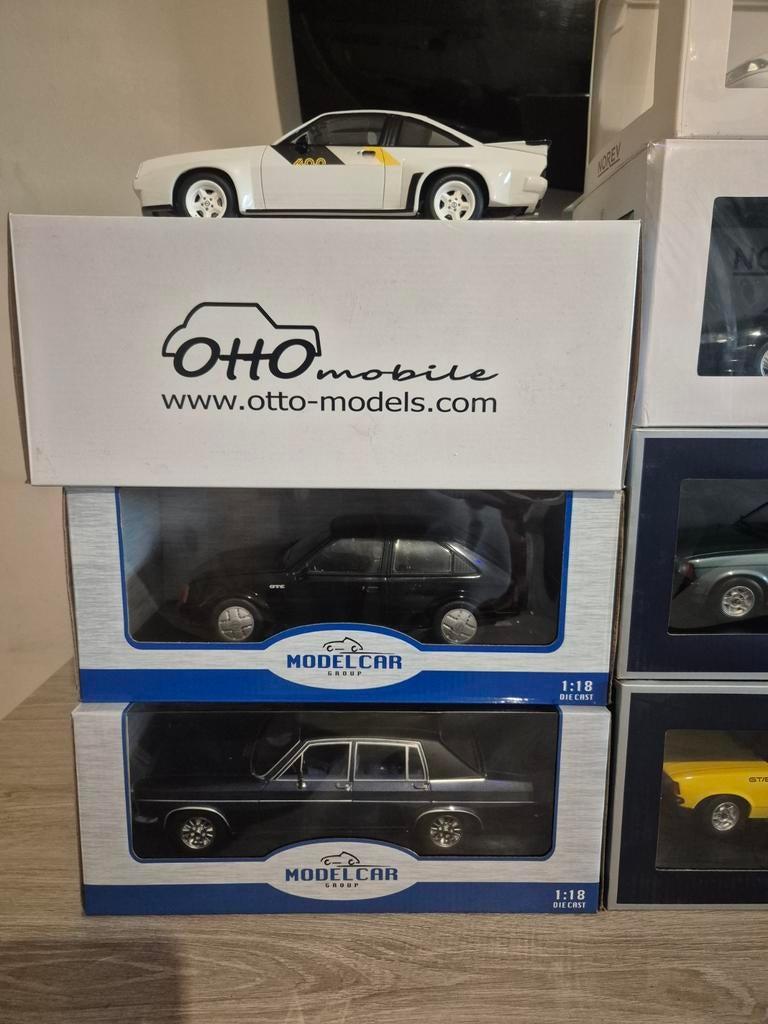 400
NOREV
OttOmobile
www.otto-models.com
NO
GTE
MODELCAR
GROUP
1:18
DIE CAST
GT/E
MODELCAR
GROUP
1:18
DIE CAST